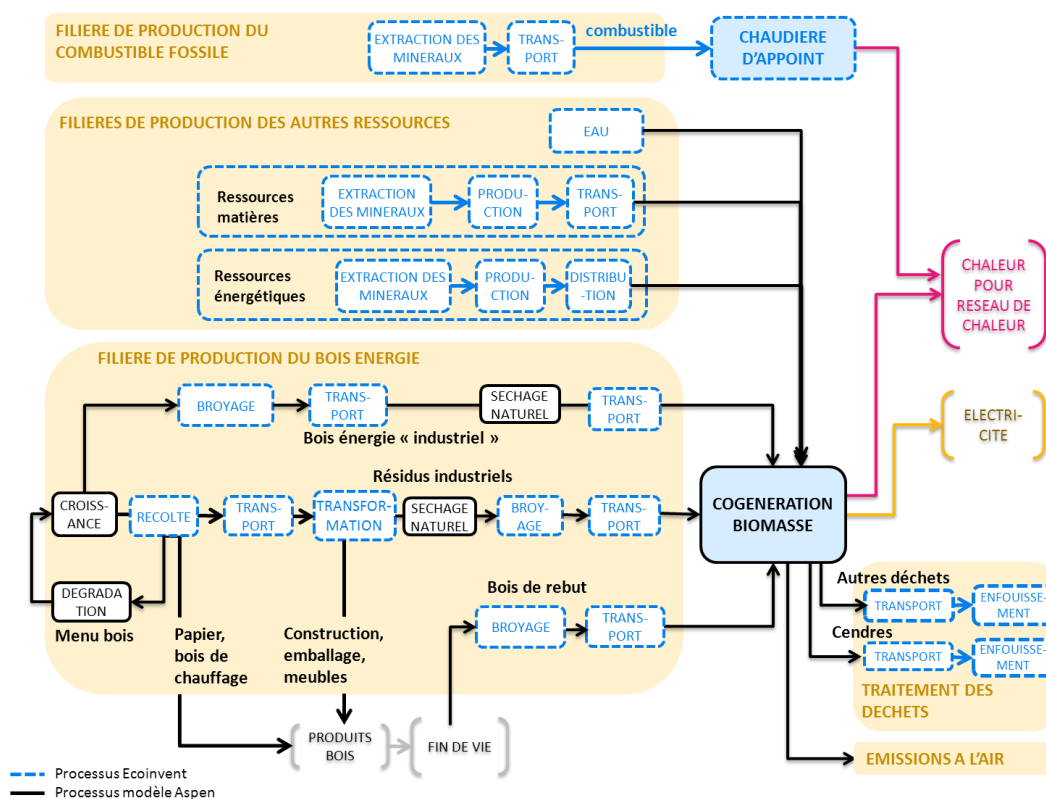 FILIERE DE PRODUCTION DU
COMBUSTIBLE FOSSILE
EXTRACTION DES
MINERAUX
TRANS-
PORT
combustible
CHAUDIERE
D'APPOINT
FILIERES DE PRODUCTION DES AUTRES RESSOURCES
EAU
Ressources
matières
EXTRACTION
DES MINERAUX
PRODU-
CTION
TRANS-
PORT
Ressources
énergétiques
EXTRACTION DES
MINERAUX
PRODU-
CTION
DISTRIBU
-TION
CHALEUR
POUR
RESEAU DE
CHALEUR
FILIERE DE PRODUCTION DU BOIS ENERGIE
BROYAGE
TRANS-
PORT
SECHAGE
NATUREL
TRANS-
PORT
Bois énergie « industriel »
ELECTRI-
CITE
Résidus industriels
CROISS-
ANCE
RECOLTE
TRANS-
PORT
TRANSFOR-
MATION
SECHAGE
NATUREL
BROY-
AGE
TRANS-
PORT
COGENERATION
BIOMASSE
DEGRADA
TION
Menu bois
Papier,
bois de
chauffage
Construction,
emballage,
meubles
Bois de rebut
BROYAGE
TRANS-
PORT
Autres déchets
TRANSPORT
ENFOUISSE-
MENT
Cendres
TRANSPORT
ENFOUISSE-
MENT
TRAITEMENT DES
DECHETS
PRODUITS
BOIS
FIN DE VIE
EMISSIONS A L'AIR
Processus Ecoinvent
Processus modèle Aspen